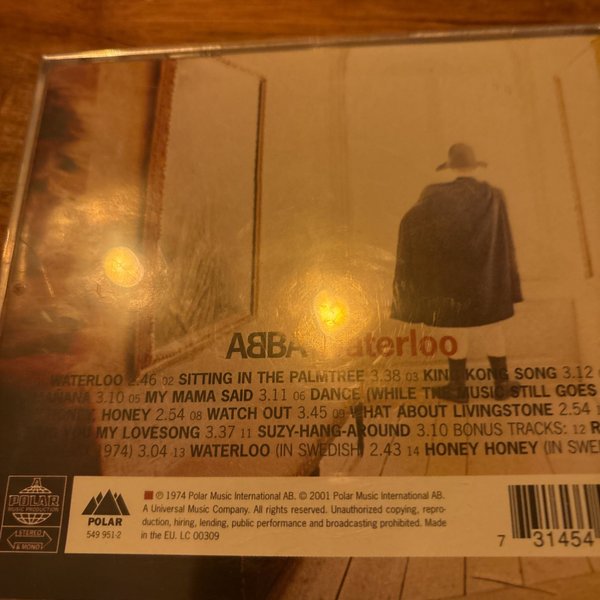 ABBA Waterloo
WATERLOO 2.46 02 SITTING IN THE PALMTREE 3.38 03 KING KONG SONG 3.12
3.10 05 MY MAMA SAID 3.11 06 DANCE (WHILE THE MUSIC STILL GOES
HONEY, HONEY 2.54 08 WATCH OUT 3.45 09 WHAT ABOUT LIVINGSTONE 2.54
YOU MY LOVESONG 3.37 11 SUZY-HANG-AROUND 3.10 BONUS TRACKS: 12 R
1974) 3.04 13 WATERLOO (IN SWEDISH) 2.43 14 HONEY HONEY (IN SWE
POLAR
MUSIC PRODUCTION
STEREO
& MONO
POLAR
549 951-2
℗ 1974 Polar Music International AB. © 2001 Polar Music International AB.
A Universal Music Company. All rights reserved. Unauthorized copying, repro-
duction, hiring, lending, public performance and broadcasting prohibited. Made
in the EU. LC 00309
7 31454